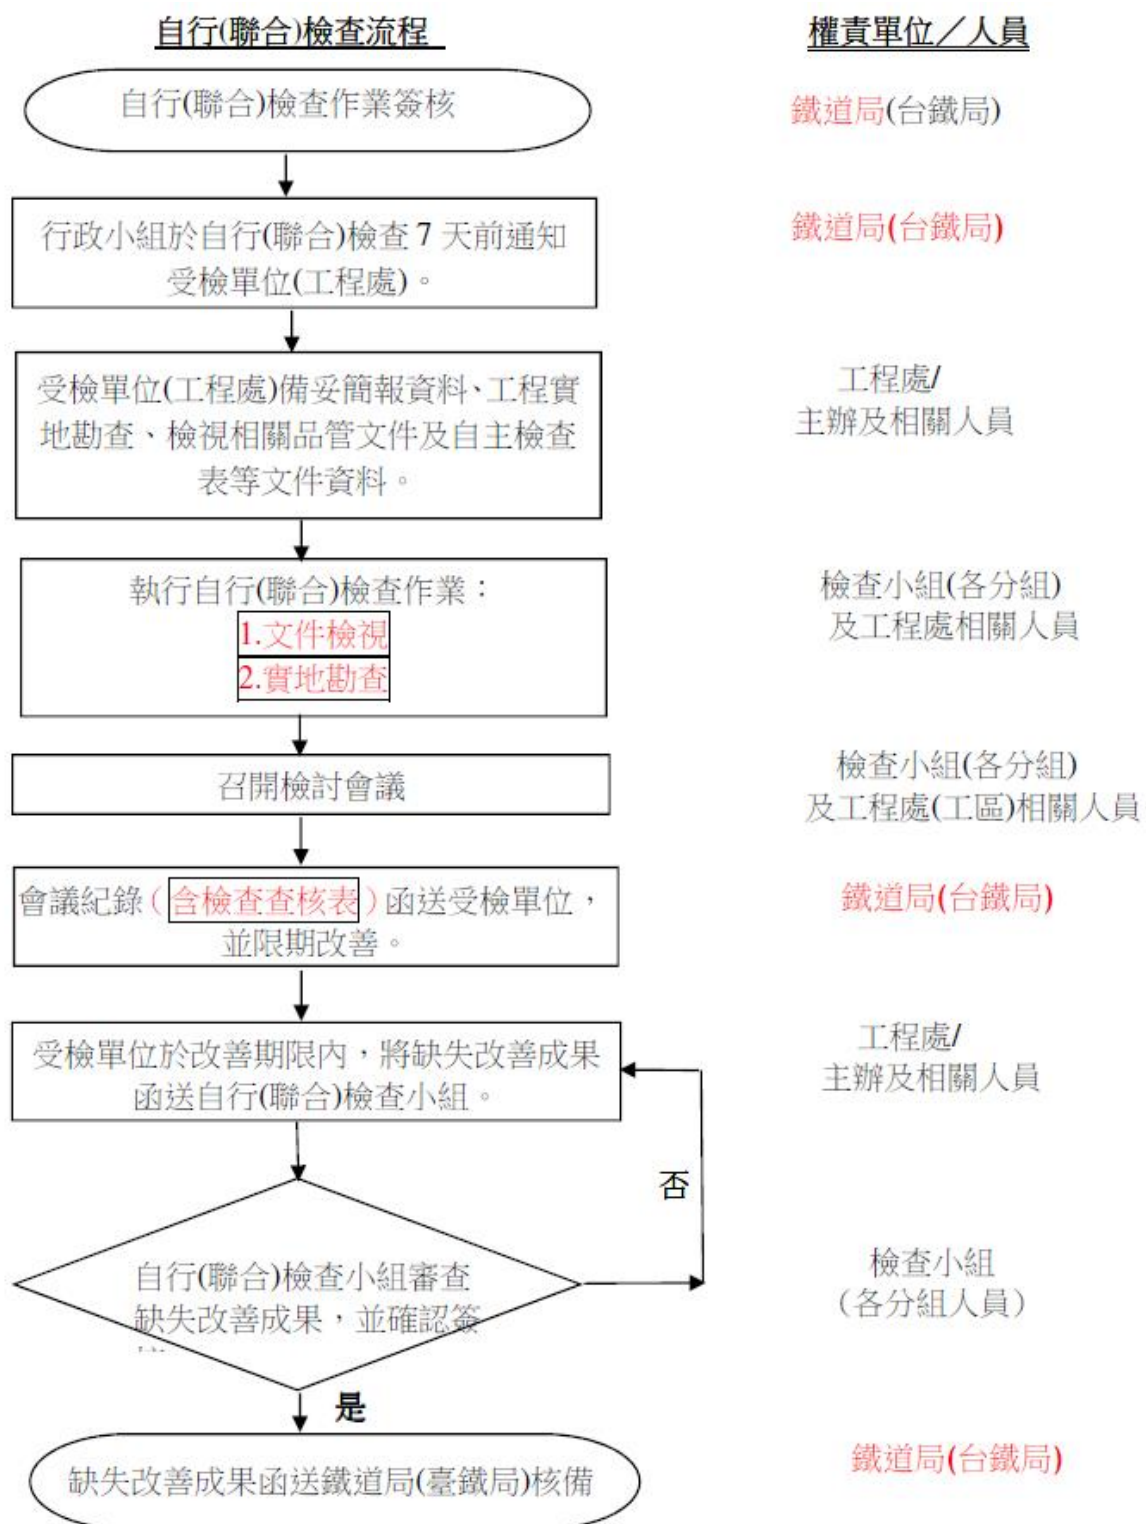 自行(聯合)檢查流程
權責單位／人員
自行(聯合)檢查作業簽核
鐵道局(台鐵局)
行政小組於自行(聯合)檢查 7 天前通知
受檢單位(工程處)。
鐵道局(台鐵局)
受檢單位(工程處)備妥簡報資料、工程實
地勘查、檢視相關品管文件及自主檢查
表等文件資料。
工程處/
主辦及相關人員
執行自行(聯合)檢查作業：
1.文件檢視
2.實地勘查
檢查小組(各分組)
及工程處相關人員
召開檢討會議
檢查小組(各分組)
及工程處(工區)相關人員
會議紀錄（含檢查查核表）函送受檢單位，
並限期改善。
鐵道局(台鐵局)
受檢單位於改善期限內，將缺失改善成果
函送自行(聯合)檢查小組。
工程處/
主辦及相關人員
否
自行(聯合)檢查小組審查
缺失改善成果，並確認簽
檢查小組
（各分組人員）
是
缺失改善成果函送鐵道局(臺鐵局)核備
鐵道局(台鐵局)